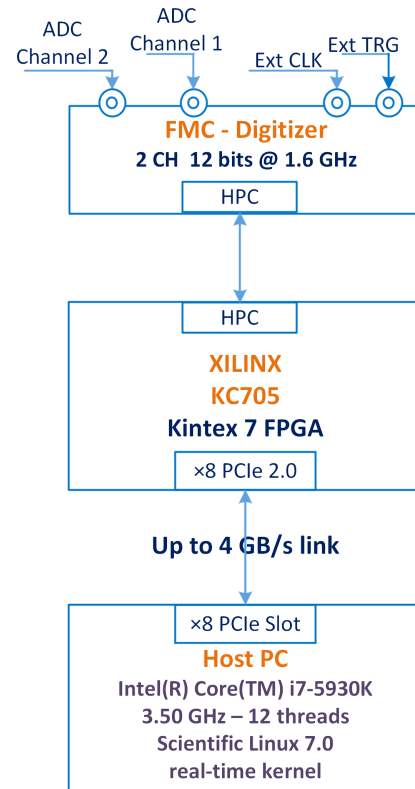 ADC
Channel 2
ADC
Channel 1
Ext CLK
Ext TRG
FMC - Digitizer
2 CH 12 bits @ 1.6 GHz
HPC
HPC
XILINX
KC705
Kintex 7 FPGA
×8 PCIe 2.0
Up to 4 GB/s link
×8 PCIe Slot
Host PC
Intel(R) Core(TM) i7-5930K
3.50 GHz – 12 threads
Scientific Linux 7.0
real-time kernel